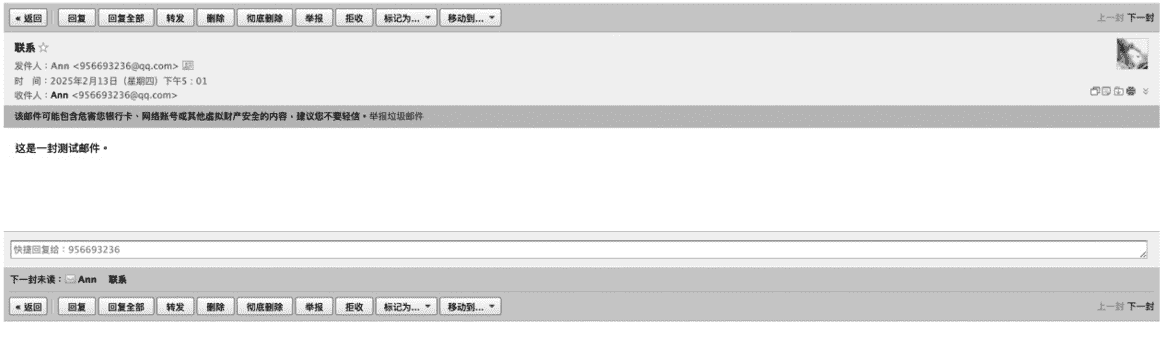 « 返回 回复 回复全部 转发 删除 彻底删除 举报 拒收 标记为... 移动到... 上一封 下一封
联系☆
发件人：Ann <956693236@qq.com>
时　间：2025年2月13日（星期四）下午5：01
收件人：Ann <956693236@qq.com>
该邮件可能包含危害您银行卡、网络账号或其他虚拟财产安全的内容，建议您不要轻信。举报垃圾邮件
这是一封测试邮件。
快捷回复给：956693236
下一封未读：Ann 联系
« 返回 回复 回复全部 转发 删除 彻底删除 举报 拒收 标记为... 移动到... 上一封 下一封